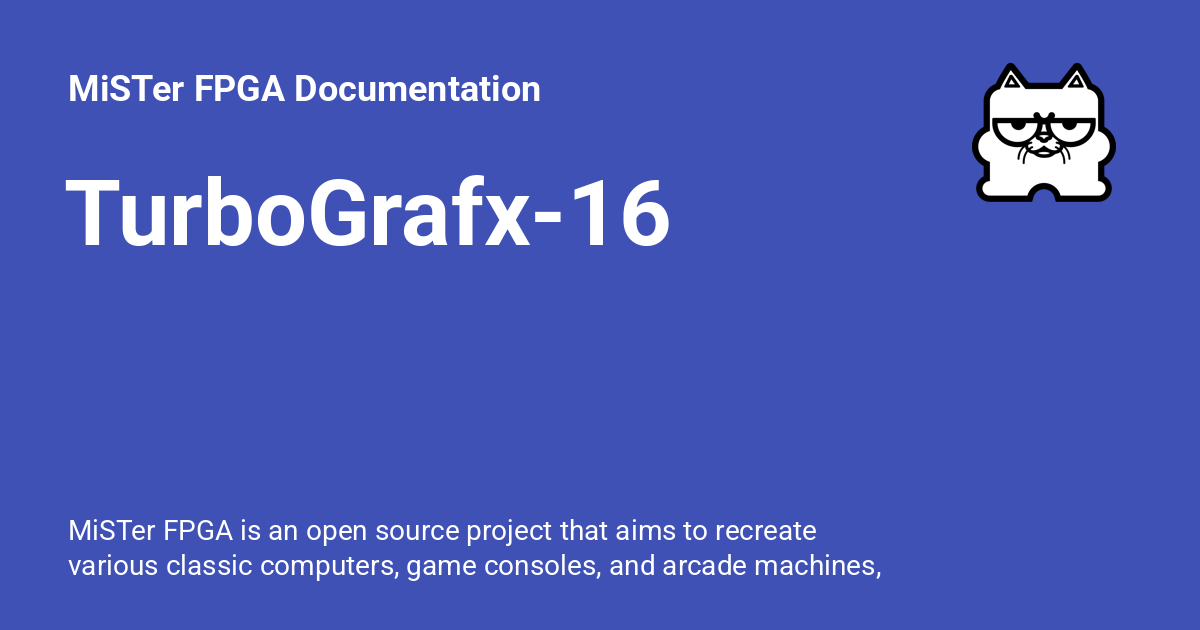 MiSTer FPGA Documentation
TurboGrafx-16
MiSTer FPGA is an open source project that aims to recreate
various classic computers, game consoles, and arcade machines,